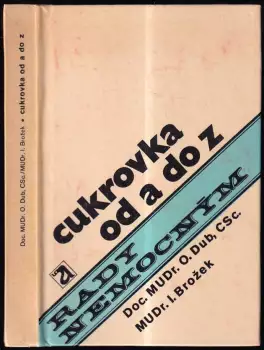 Doc. MUDr. O. Dub, CSc./MUDr. I. Brožek • cukrovka od a do z
cukrovka
od a do z
RADY
NEMOCNÝM
Doc. MUDr. O. Dub, CSc.
MUDr. I. Brožek